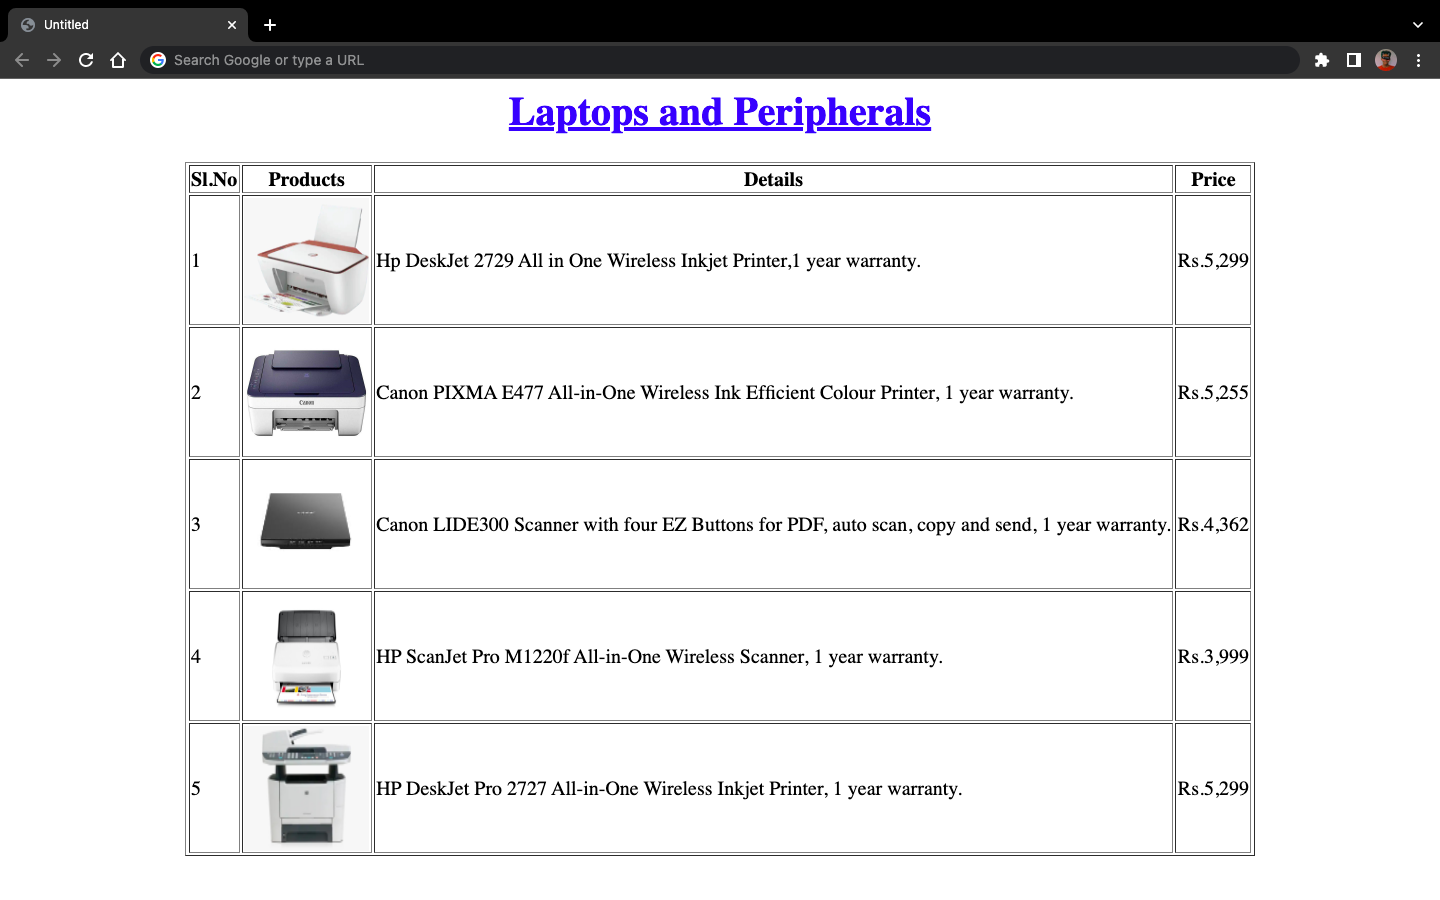 Untitled
Search Google or type a URL
Laptops and Peripherals
Sl.No Products Details Price
1 Hp DeskJet 2729 All in One Wireless Inkjet Printer,1 year warranty. Rs.5,299
Canon
2 Canon PIXMA E477 All-in-One Wireless Ink Efficient Colour Printer, 1 year warranty. Rs.5,255
3 Canon LIDE300 Scanner with four EZ Buttons for PDF, auto scan, copy and send, 1 year warranty. Rs.4,362
4 HP ScanJet Pro M1220f All-in-One Wireless Scanner, 1 year warranty. Rs.3,999
5 HP DeskJet Pro 2727 All-in-One Wireless Inkjet Printer, 1 year warranty. Rs.5,299